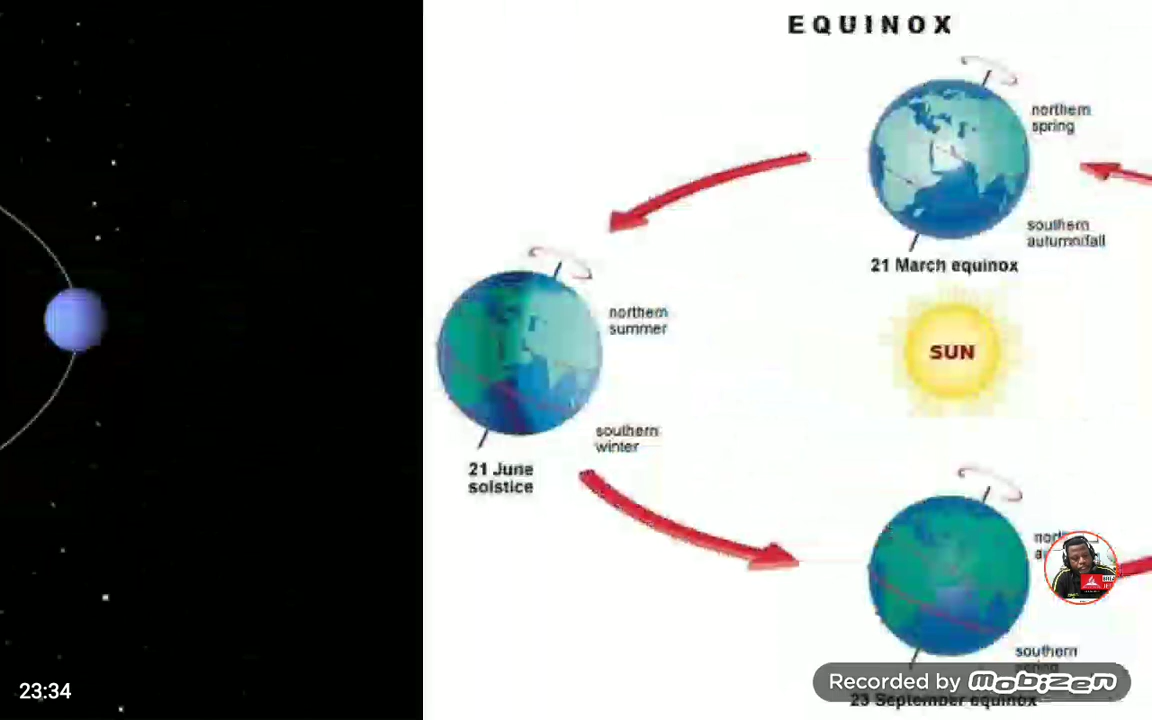 EQUINOX
northern
spring
southern
autumn/fall
21 March equinox
SUN
northern
summer
southern
winter
21 June
solstice
southern
spring
23 September equinox
23:34
Recorded by mobizen